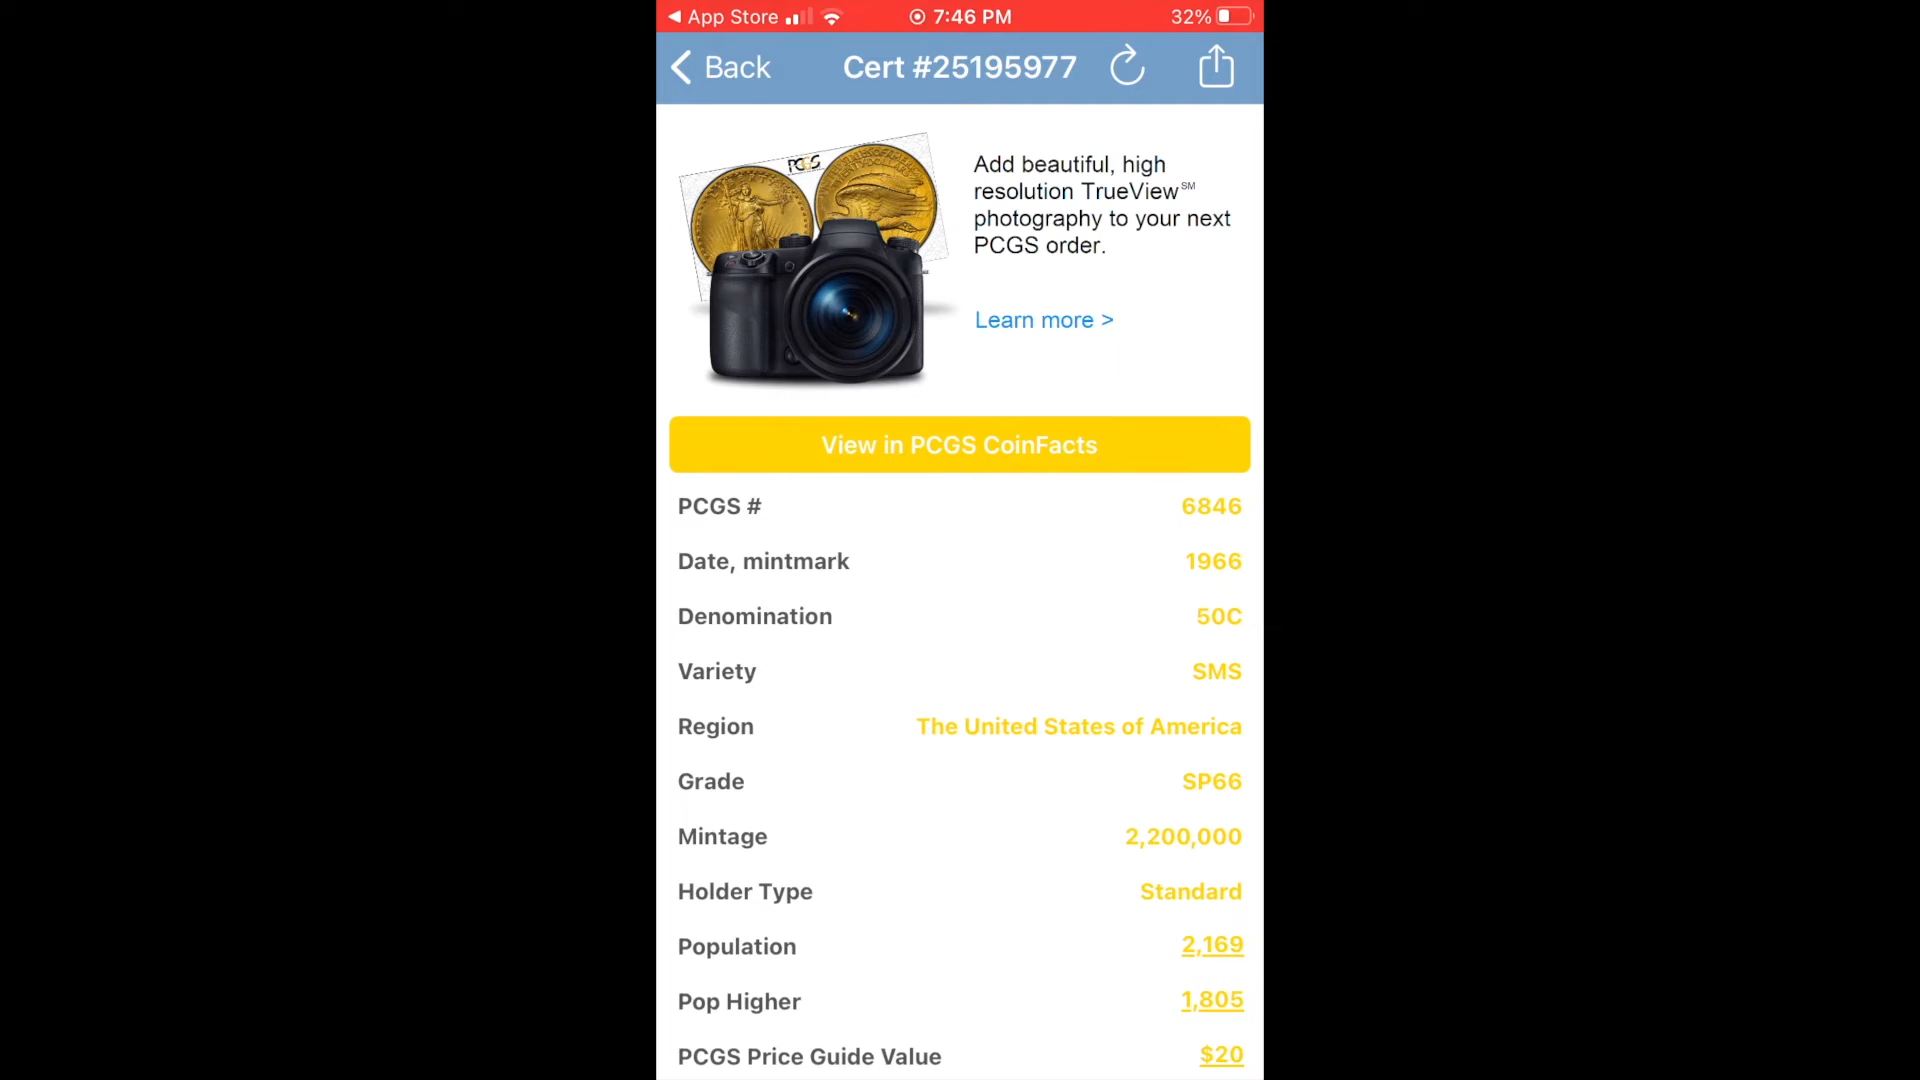 App Store 7:46 PM 32%
Back Cert #25195977
PCGS
Add beautiful, high
resolution TrueView℠
photography to your next
PCGS order.
Learn more >
View in PCGS CoinFacts
PCGS # 6846
Date, mintmark 1966
Denomination 50C
Variety SMS
Region The United States of America
Grade SP66
Mintage 2,200,000
Holder Type Standard
Population 2,169
Pop Higher 1,805
PCGS Price Guide Value $20